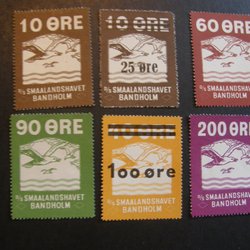 10 ØRE
D/S SMAALANDSHAVET
BANDHOLM
10 ØRE
25 Øre
D/S SMAALANDSHAVET
BANDHOLM
60 ØRE
D/S SMAALANDSHAVET
BANDHOLM
90 ØRE
D/S SMAALANDSHAVET
BANDHOLM
40 ØRE
100 øre
D/S SMAALANDSHAVET
BANDHOLM
200 ØRE
D/S SMAALANDSHAVET
BANDHOLM